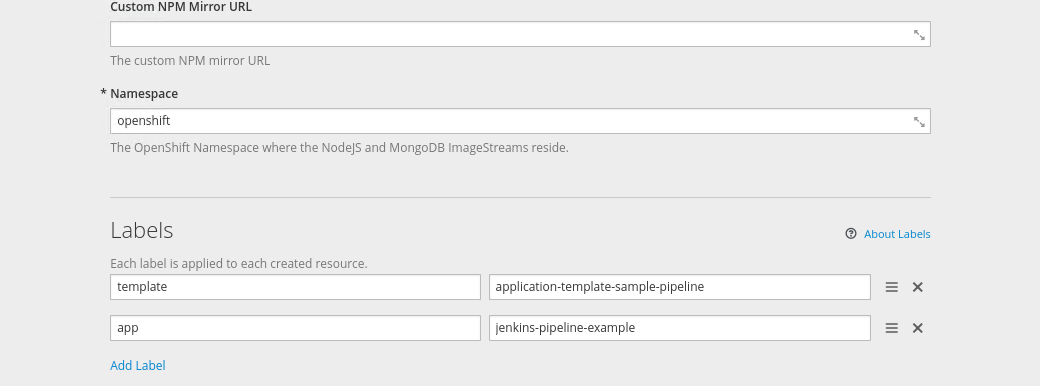 Custom NPM Mirror URL
The custom NPM mirror URL
* Namespace
openshift
The OpenShift Namespace where the NodeJS and MongoDB ImageStreams reside.
Labels
About Labels
Each label is applied to each created resource.
template application-template-sample-pipeline
app jenkins-pipeline-example
Add Label